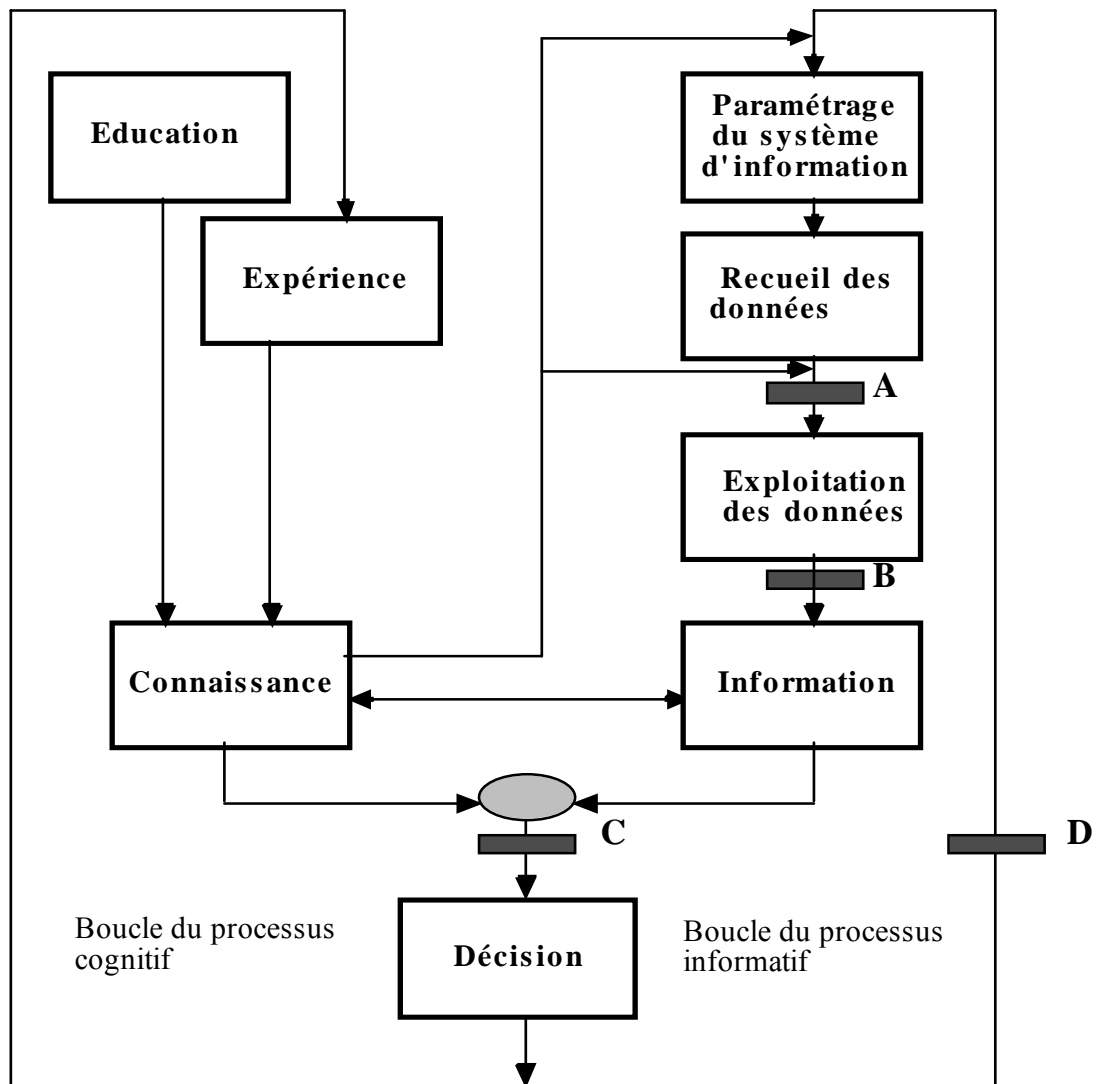 Education
Expérience
Paramétrage
du système
d'information
Recueil des
données
A
Exploitation
des données
B
Connaissance
Information
C
D
Boucle du processus
cognitif
Décision
Boucle du processus
informatif